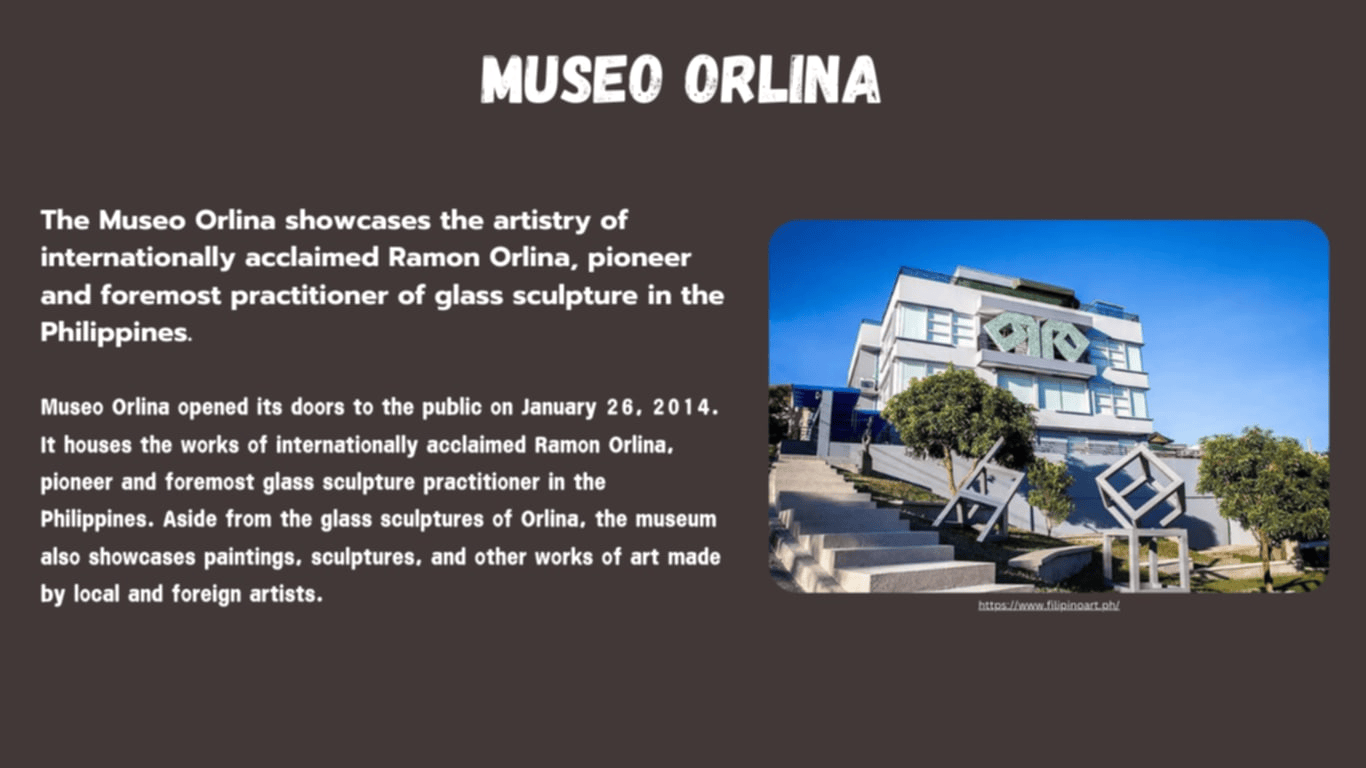 MUSEO ORLINA
The Museo Orlina showcases the artistry of
internationally acclaimed Ramon Orlina, pioneer
and foremost practitioner of glass sculpture in the
Philippines.
Museo Orlina opened its doors to the public on January 26, 2014.
It houses the works of internationally acclaimed Ramon Orlina,
pioneer and foremost glass sculpture practitioner in the
Philippines. Aside from the glass sculptures of Orlina, the museum
also showcases paintings, sculptures, and other works of art made
by local and foreign artists.
https://www.filipinoart.ph/